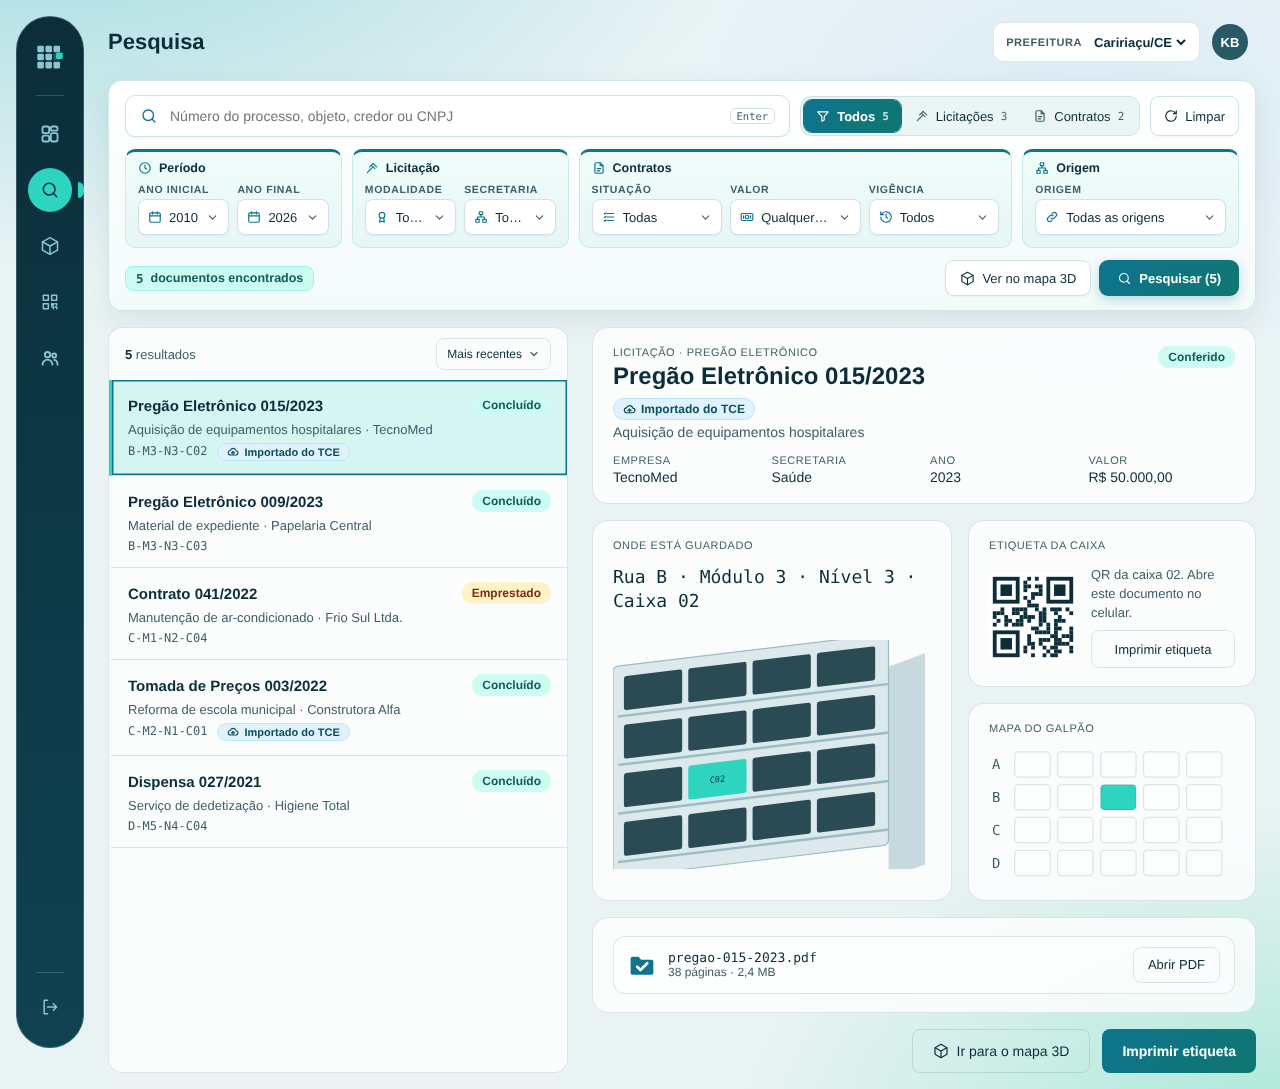 Pesquisa
PREFEITURA Caririaçu/CE
KB
Número do processo, objeto, credor ou CNPJ
Enter
Todos 5
Licitações 3
Contratos 2
Limpar
Período
ANO INICIAL ANO FINAL
2010 2026
Licitação
MODALIDADE SECRETARIA
To... To...
Contratos
SITUAÇÃO VALOR VIGÊNCIA
Todas Qualquer... Todos
Origem
ORIGEM
Todas as origens
5 documentos encontrados
Ver no mapa 3D
Pesquisar (5)
5 resultados
Mais recentes
Pregão Eletrônico 015/2023
Concluído
Aquisição de equipamentos hospitalares · TecnoMed
B-M3-N3-C02 Importado do TCE
Pregão Eletrônico 009/2023
Concluído
Material de expediente · Papelaria Central
B-M3-N3-C03
Contrato 041/2022
Emprestado
Manutenção de ar-condicionado · Frio Sul Ltda.
C-M1-N2-C04
Tomada de Preços 003/2022
Concluído
Reforma de escola municipal · Construtora Alfa
C-M2-N1-C01 Importado do TCE
Dispensa 027/2021
Concluído
Serviço de dedetização · Higiene Total
D-M5-N4-C04
LICITAÇÃO · PREGÃO ELETRÔNICO
Conferido
Pregão Eletrônico 015/2023
Importado do TCE
Aquisição de equipamentos hospitalares
EMPRESA SECRETARIA ANO VALOR
TecnoMed Saúde 2023 R$ 50.000,00
ONDE ESTÁ GUARDADO
Rua B · Módulo 3 · Nível 3 ·
Caixa 02
C02
ETIQUETA DA CAIXA
QR da caixa 02. Abre
este documento no
celular.
Imprimir etiqueta
MAPA DO GALPÃO
A
B
C
D
pregao-015-2023.pdf
38 páginas · 2,4 MB
Abrir PDF
Ir para o mapa 3D
Imprimir etiqueta